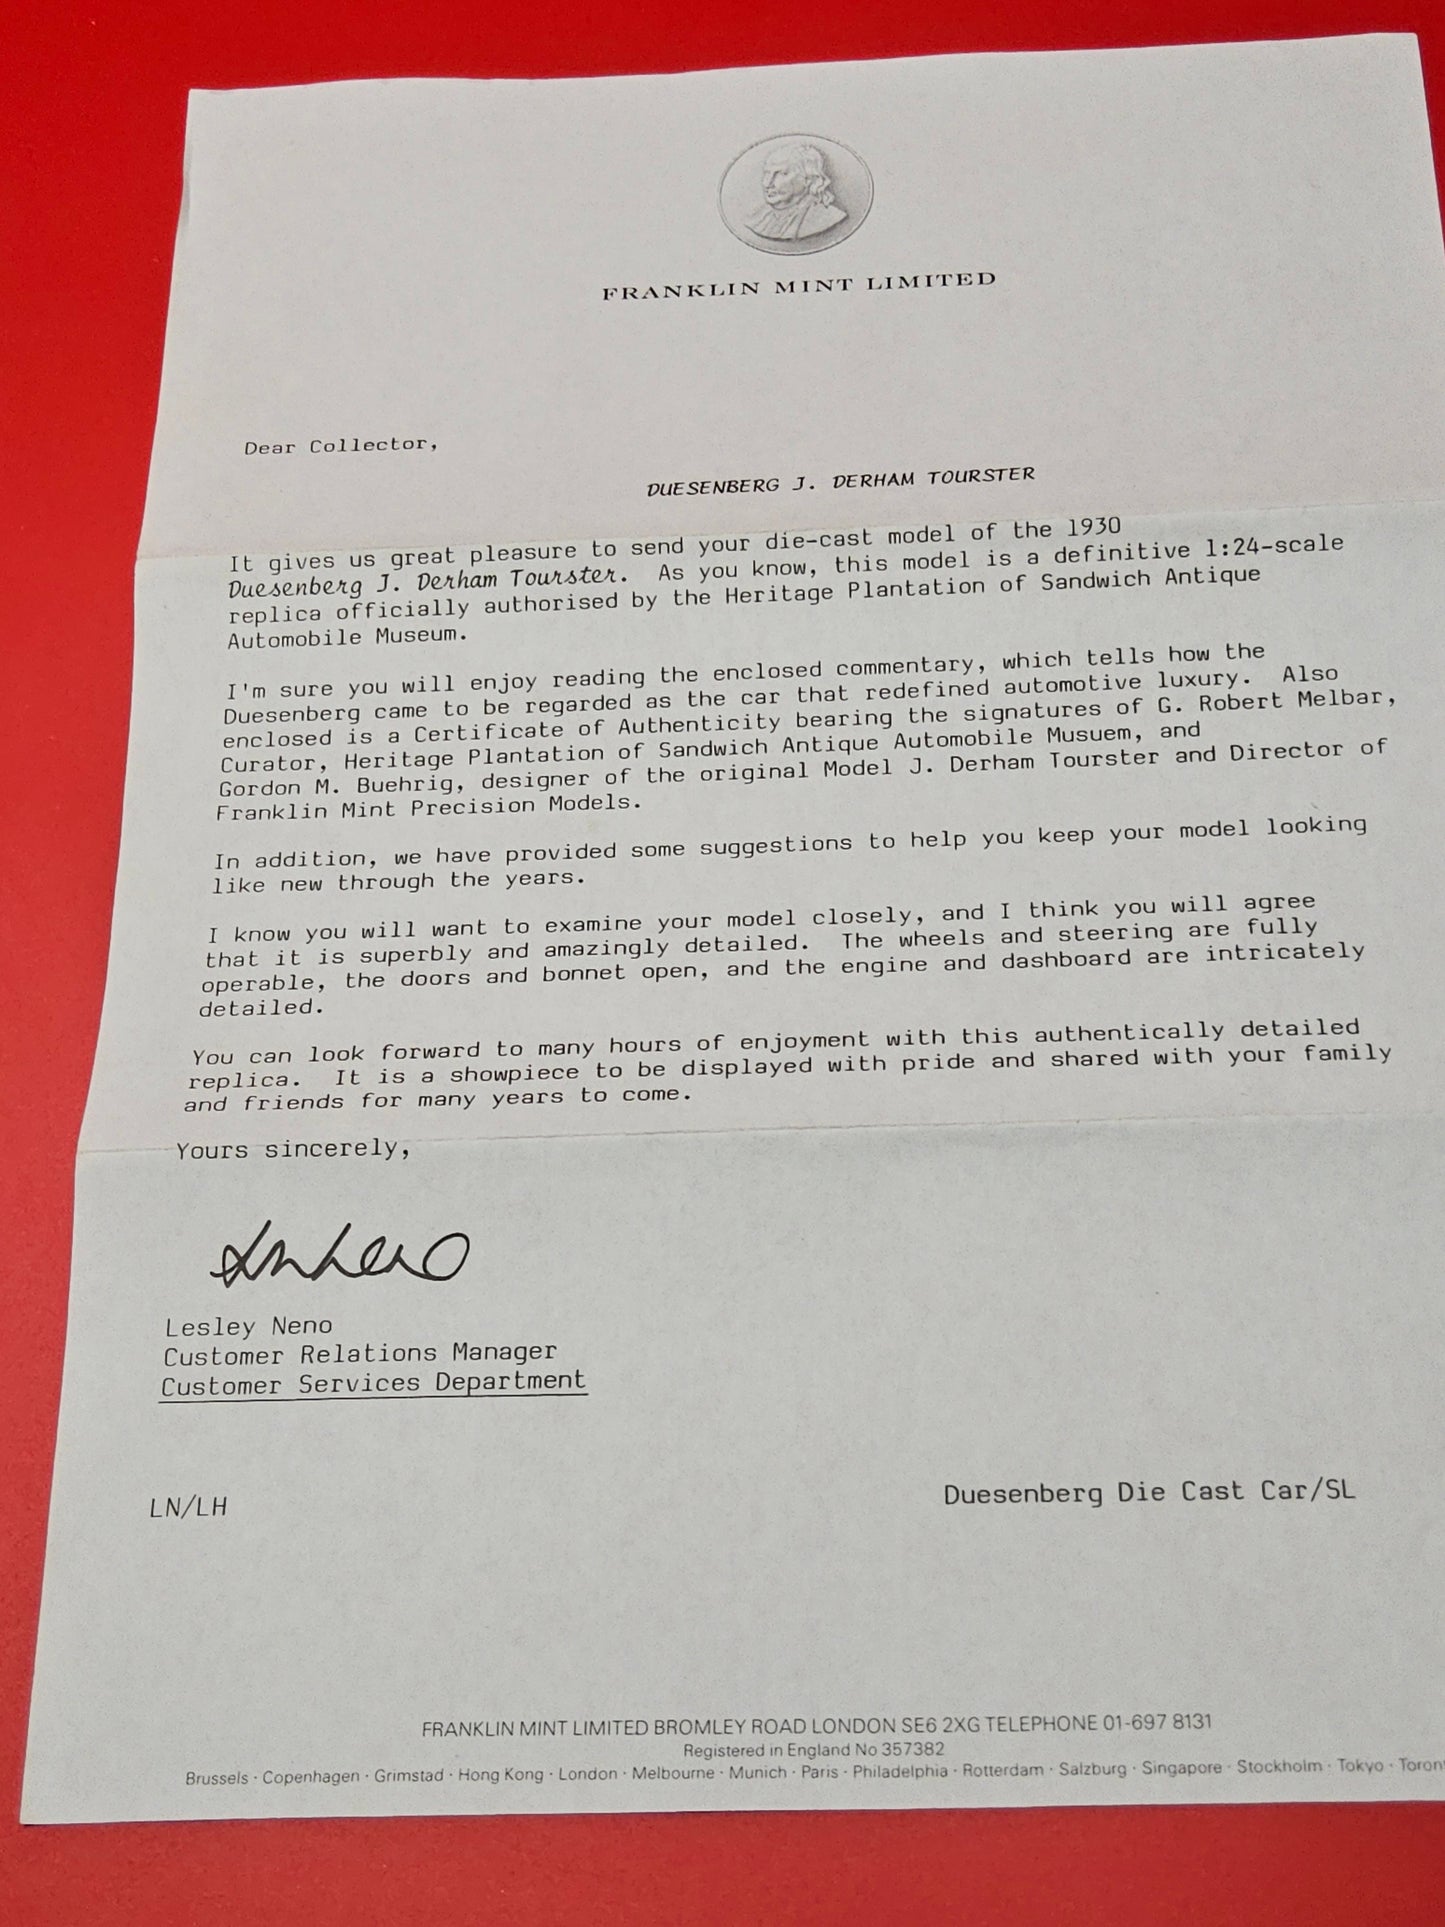 FRANKLIN MINT LIMITED
Dear Collector,
DUESENBERG J. DERHAM TOURSTER
It gives us great pleasure to send your die-cast model of the 1930
Duesenberg J. Derham Tourster. As you know, this model is a definitive 1:24-scale
replica officially authorised by the Heritage Plantation of Sandwich Antique
Automobile Museum.
I'm sure you will enjoy reading the enclosed commentary, which tells how the
Duesenberg came to be regarded as the car that redefined automotive luxury. Also
enclosed is a Certificate of Authenticity bearing the signatures of G. Robert Melbar,
Curator, Heritage Plantation of Sandwich Antique Automobile Musuem, and
Gordon M. Buehrig, designer of the original Model J. Derham Tourster and Director of
Franklin Mint Precision Models.
In addition, we have provided some suggestions to help you keep your model looking
like new through the years.
I know you will want to examine your model closely, and I think you will agree
that it is superbly and amazingly detailed. The wheels and steering are fully
operable, the doors and bonnet open, and the engine and dashboard are intricately
detailed.
You can look forward to many hours of enjoyment with this authentically detailed
replica. It is a showpiece to be displayed with pride and shared with your family
and friends for many years to come.
Yours sincerely,
Lesley Neno
Customer Relations Manager
Customer Services Department
LN/LH
Duesenberg Die Cast Car/SL
FRANKLIN MINT LIMITED BROMLEY ROAD LONDON SE6 2XG TELEPHONE 01-697 8131
Registered in England No 357382
Brussels · Copenhagen · Grimstad · Hong Kong · London · Melbourne · Munich · Paris · Philadelphia · Rotterdam · Salzburg · Singapore · Stockholm · Tokyo · Toron